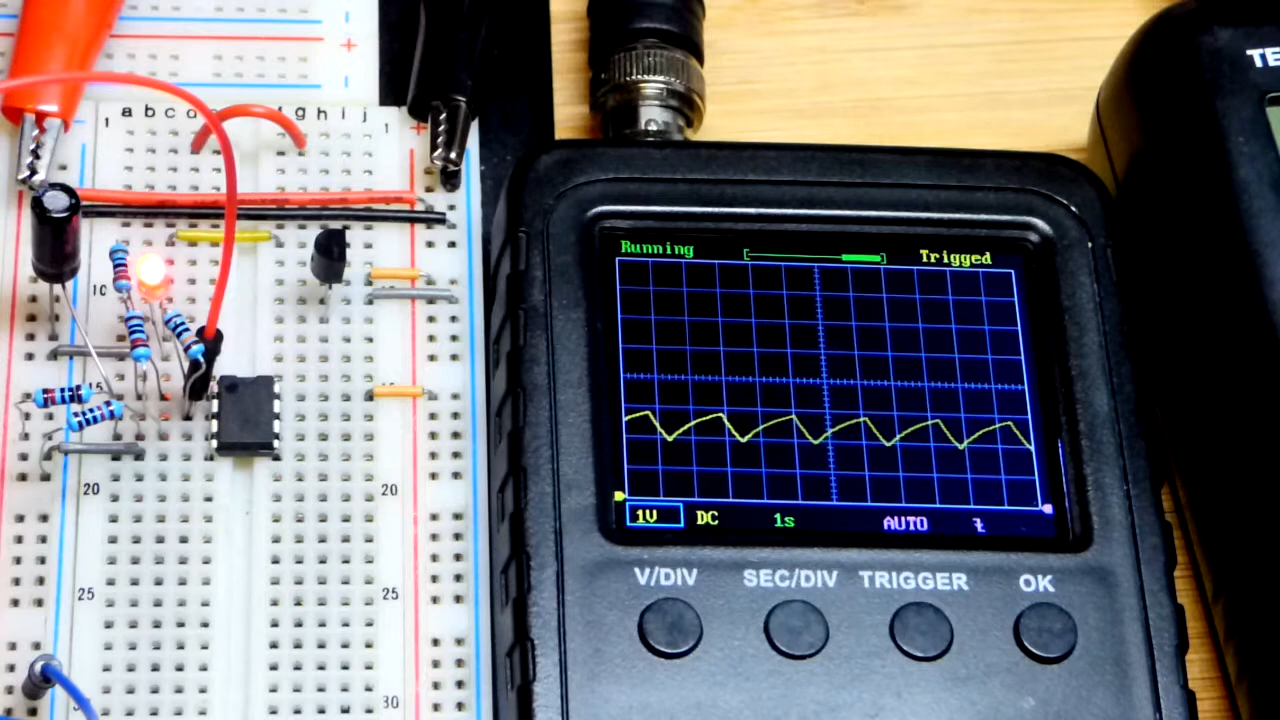 a b c d f g h i j
1 1
TE
Running
Trigged
10
15
20 20
25 25
30
1V DC 1s AUTO
V/DIV SEC/DIV TRIGGER OK